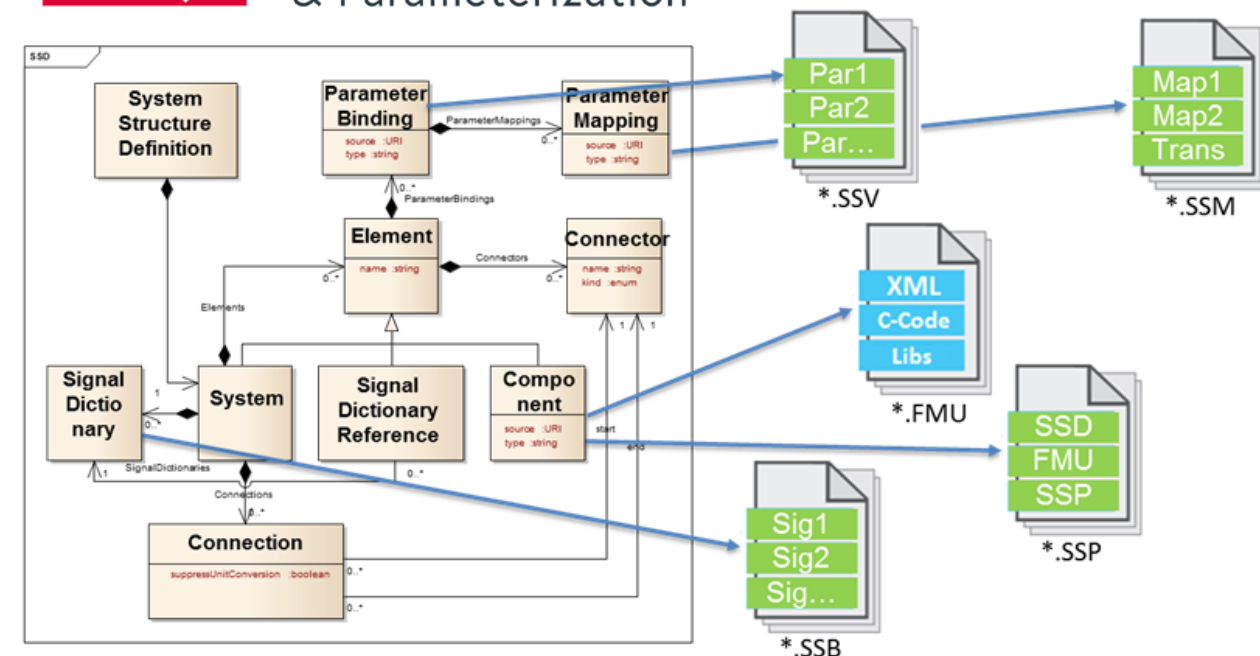 & Parameterization
SSD
System
Structure
Definition
Parameter
Binding
source :URI
type :string
ParameterMappings
0..*
Parameter
Mapping
source :URI
type :string
0..*
ParameterBindings
Element
name :string
Connectors
0..*
Connector
name :string
kind :enum
0..*
Elements
1
1
1
Signal
Dictio
nary
0..*
System
Signal
Dictionary
Reference
Compo
nent
source :URI
type :string
start
end
SignalDictionaries
1
0..*
Connections
0..*
Connection
suppressUnitConversion :boolean
0..*
0..*
Par1
Par2
Par...
*.SSV
Map1
Map2
Trans
*.SSM
XML
C-Code
Libs
*.FMU
SSD
FMU
SSP
*.SSP
Sig1
Sig2
Sig...
*.SSB